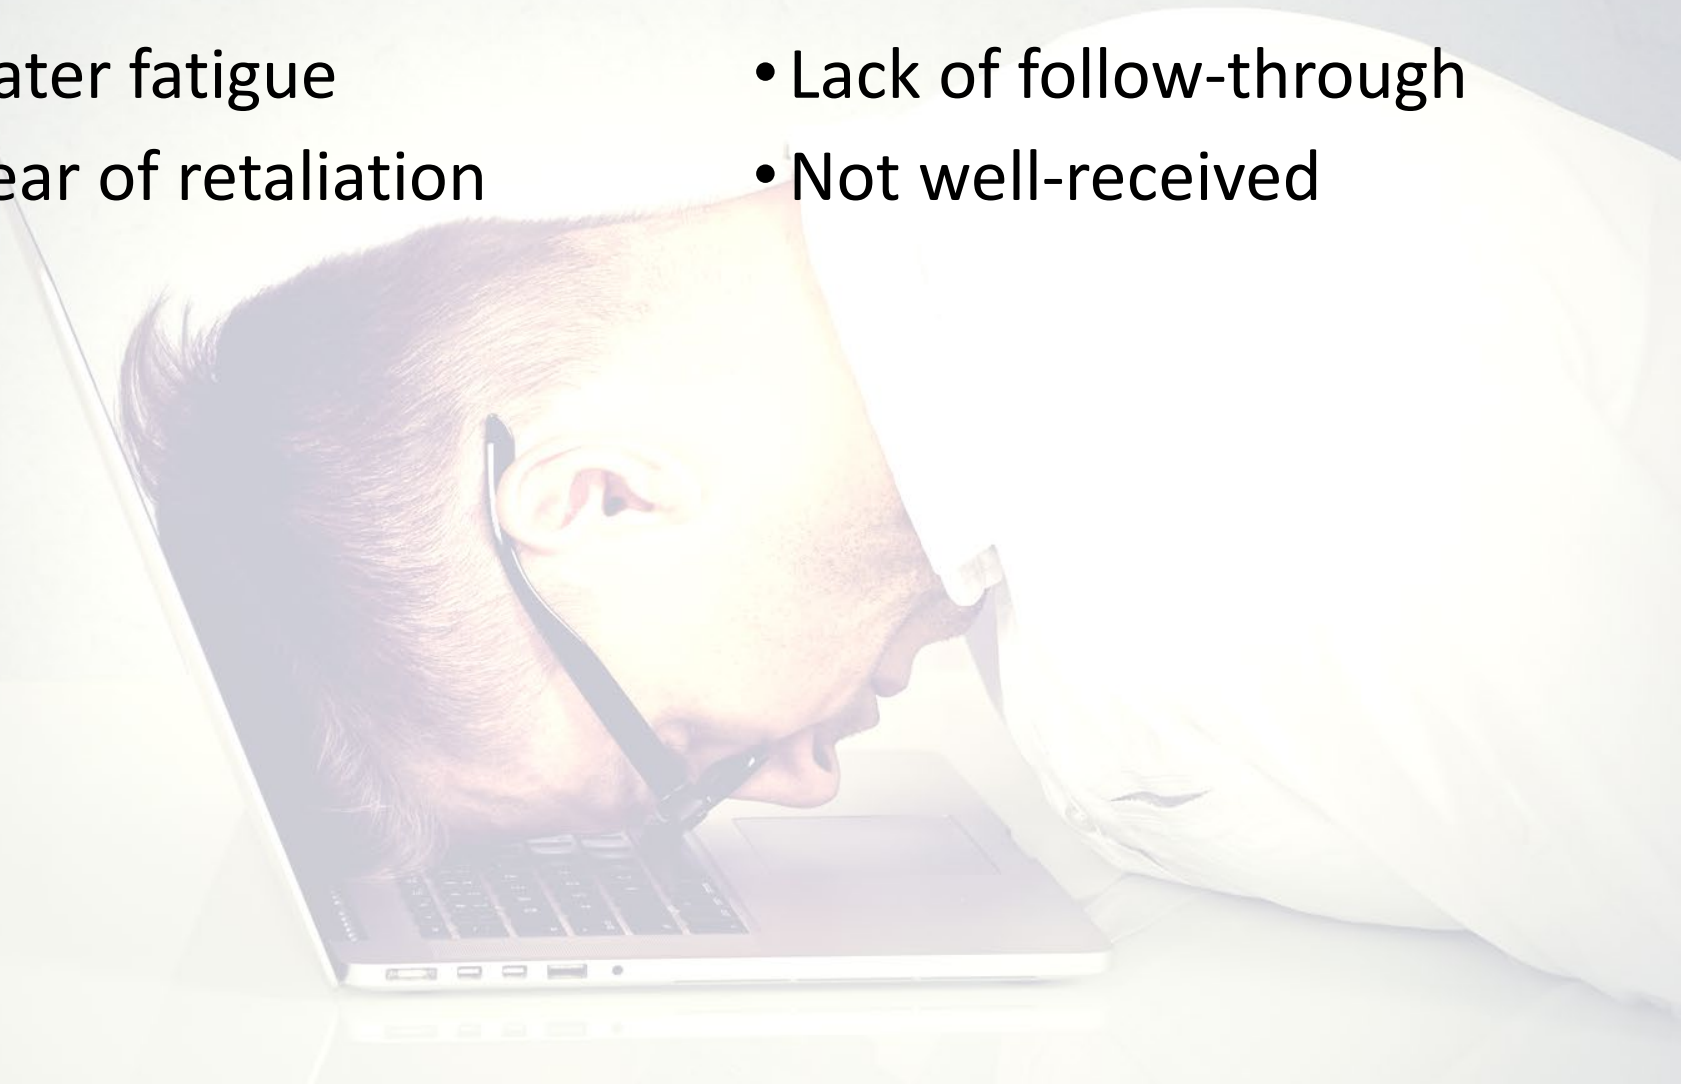 ater fatigue
ear of retaliation
• Lack of follow-through
• Not well-received